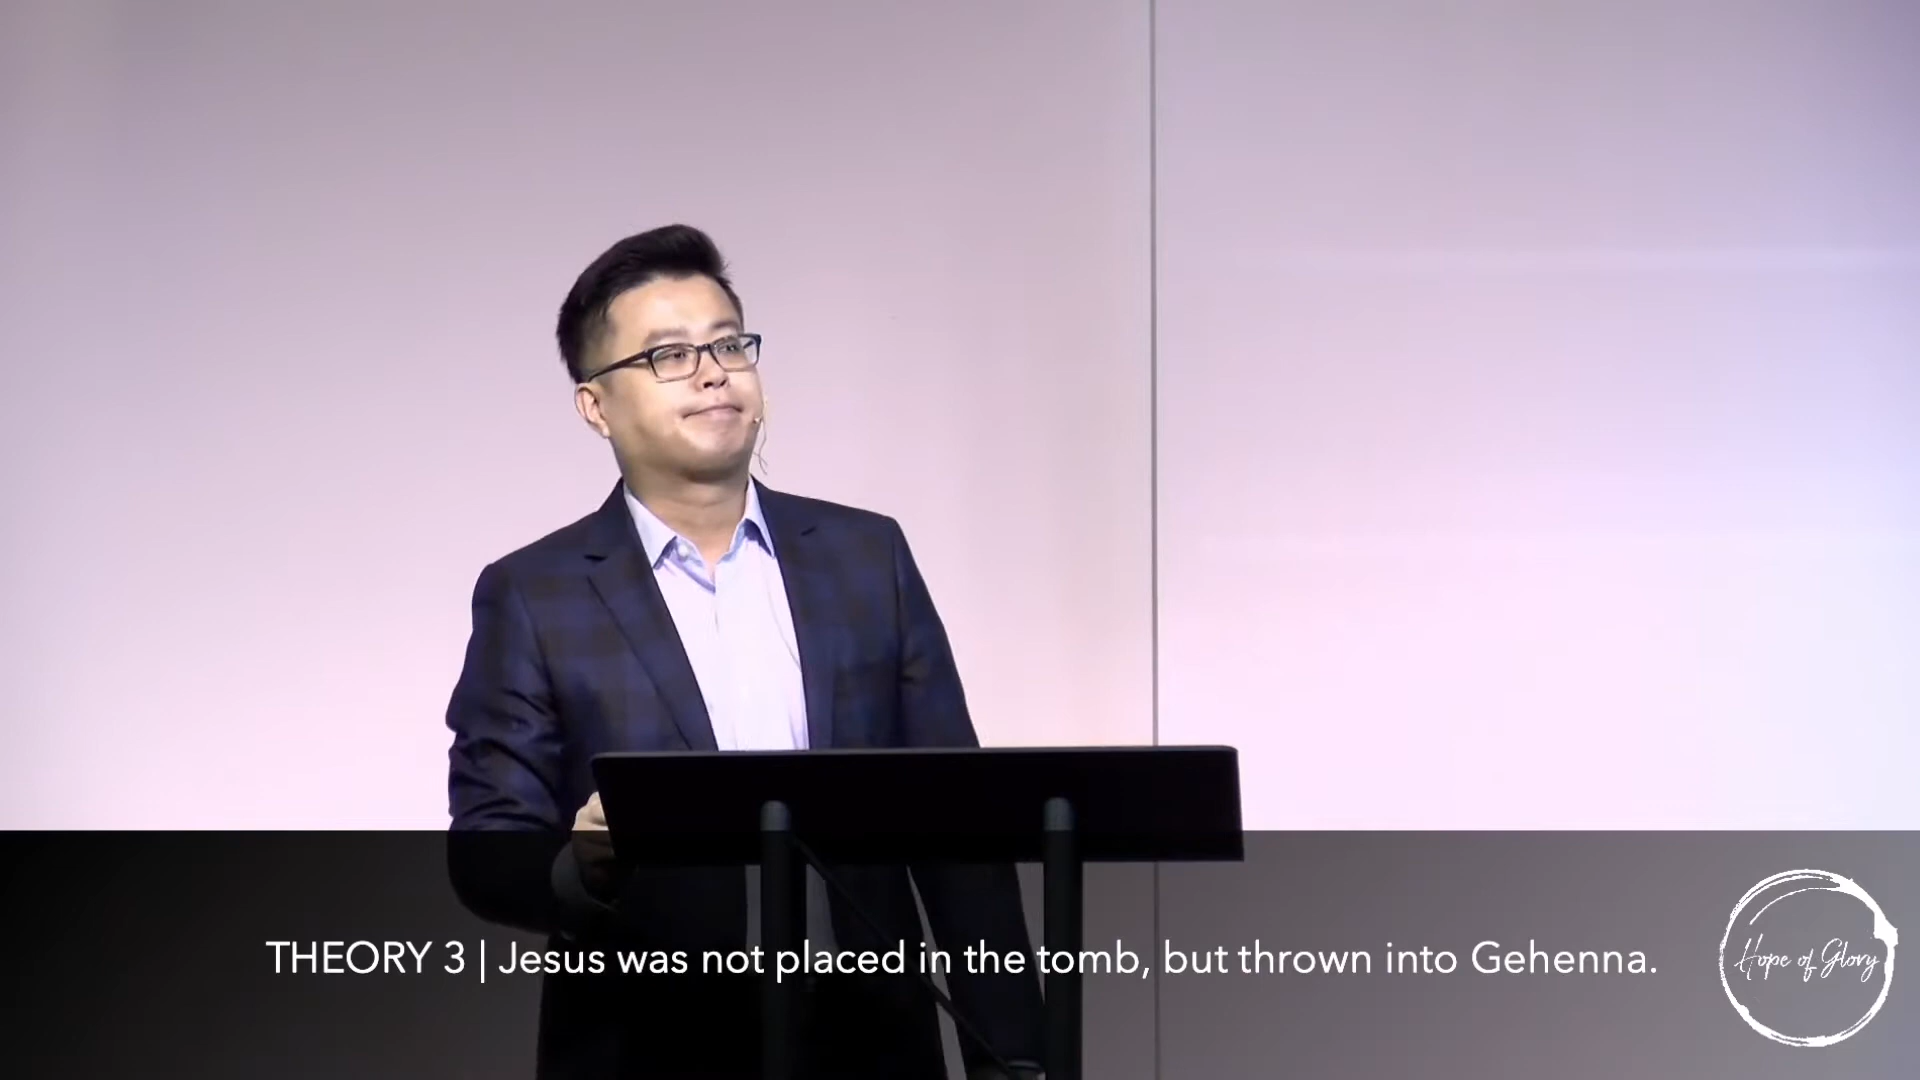 THEORY 3 | Jesus was not placed in the tomb, but thrown into Gehenna.
Hope of Glory